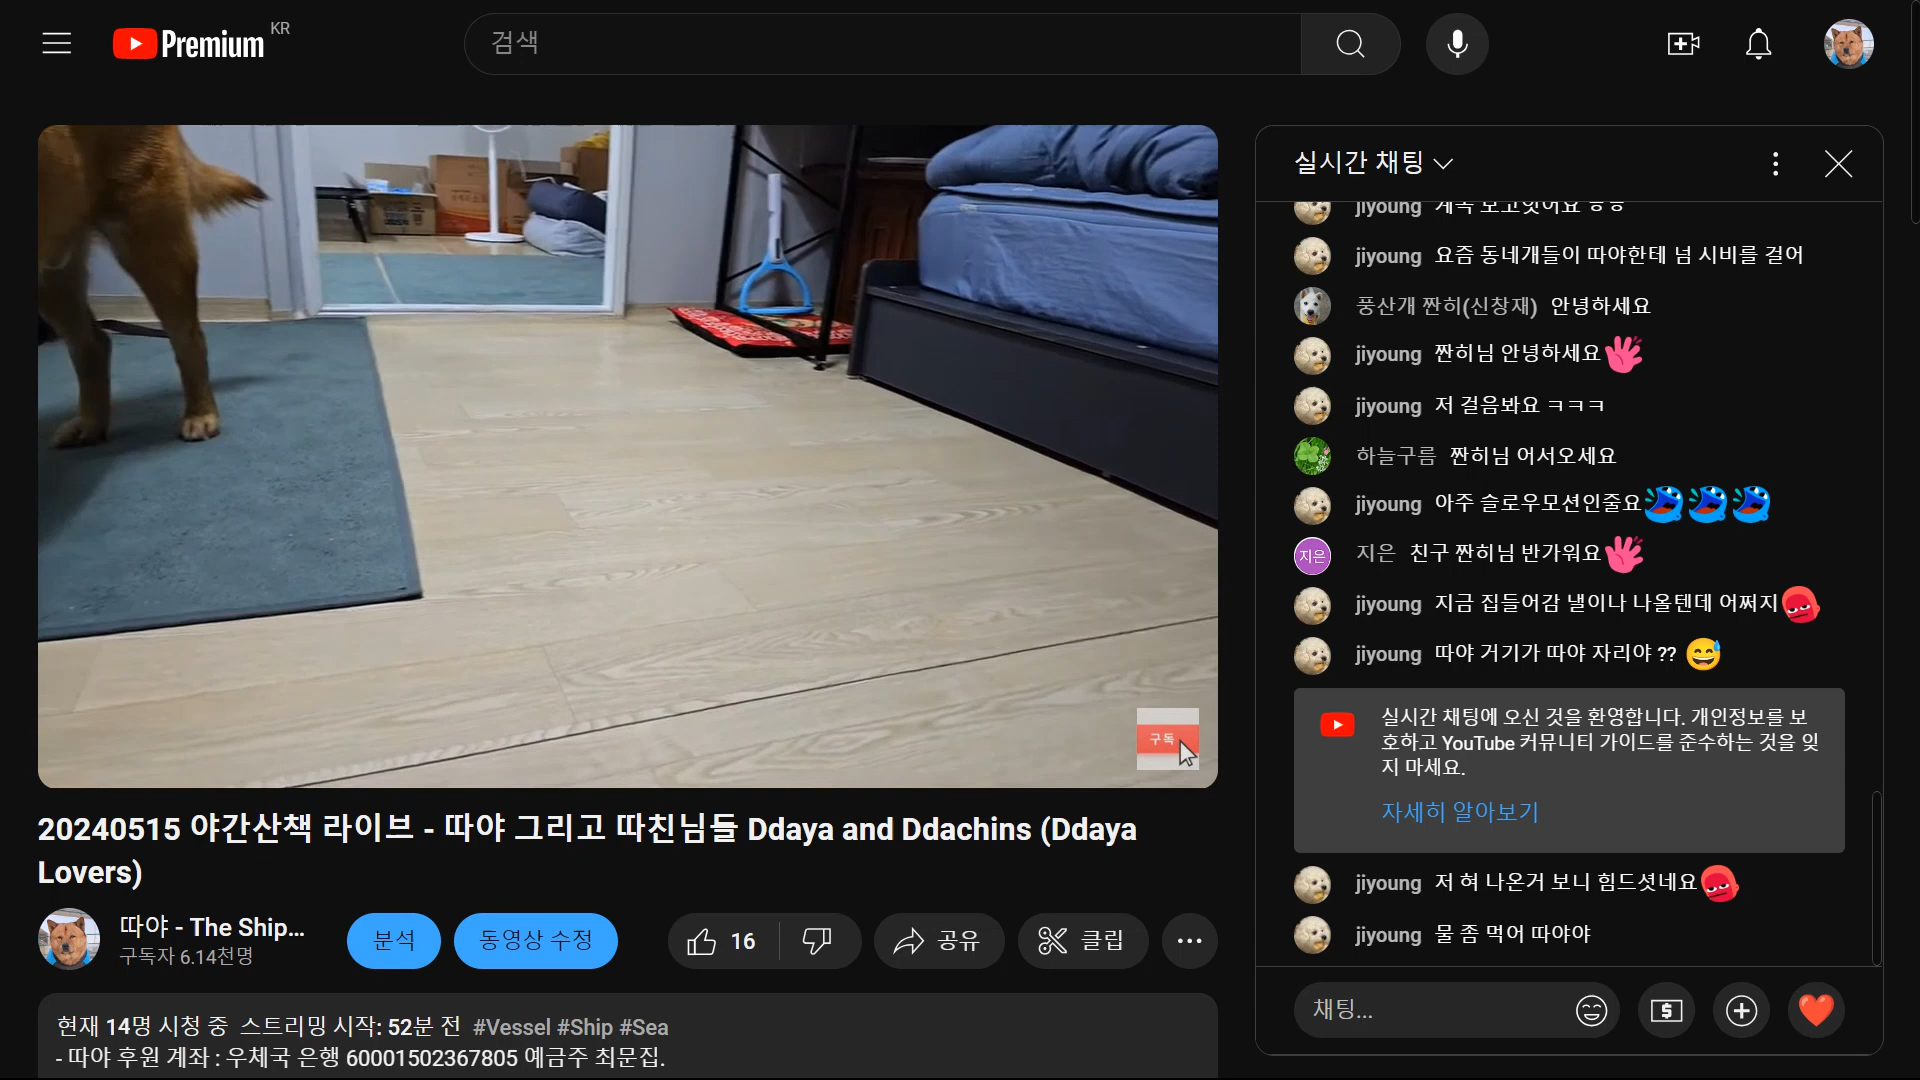 Premium KR
검색
실시간 채팅
jiyoung 계속 보고잇어요 ㅎㅎ
jiyoung 요즘 동네개들이 따야한테 넘 시비를 걸어
풍산개 짠히(신창재) 안녕하세요
jiyoung 짠히님 안녕하세요
jiyoung 저 걸음봐요 ㅋㅋㅋ
하늘구름 짠히님 어서오세요
jiyoung 아주 슬로우모션인줄요
지은 지은 친구 짠히님 반가워요
jiyoung 지금 집들어감 낼이나 나올텐데 어쩌지
jiyoung 따야 거기가 따야 자리야 ??
실시간 채팅에 오신 것을 환영합니다. 개인정보를 보
호하고 YouTube 커뮤니티 가이드를 준수하는 것을 잊
지 마세요.
자세히 알아보기
jiyoung 저 혀 나온거 보니 힘드셧네요
jiyoung 물 좀 먹어 따야야
채팅...
구독
20240515 야간산책 라이브 - 따야 그리고 따친님들 Ddaya and Ddachins (Ddaya
Lovers)
따야 - The Ship...
구독자 6.14천명
분석
동영상 수정
16
공유
클립
현재 14명 시청 중 스트리밍 시작: 52분 전 #Vessel #Ship #Sea
- 따야 후원 계좌 : 우체국 은행 60001502367805 예금주 최문집.